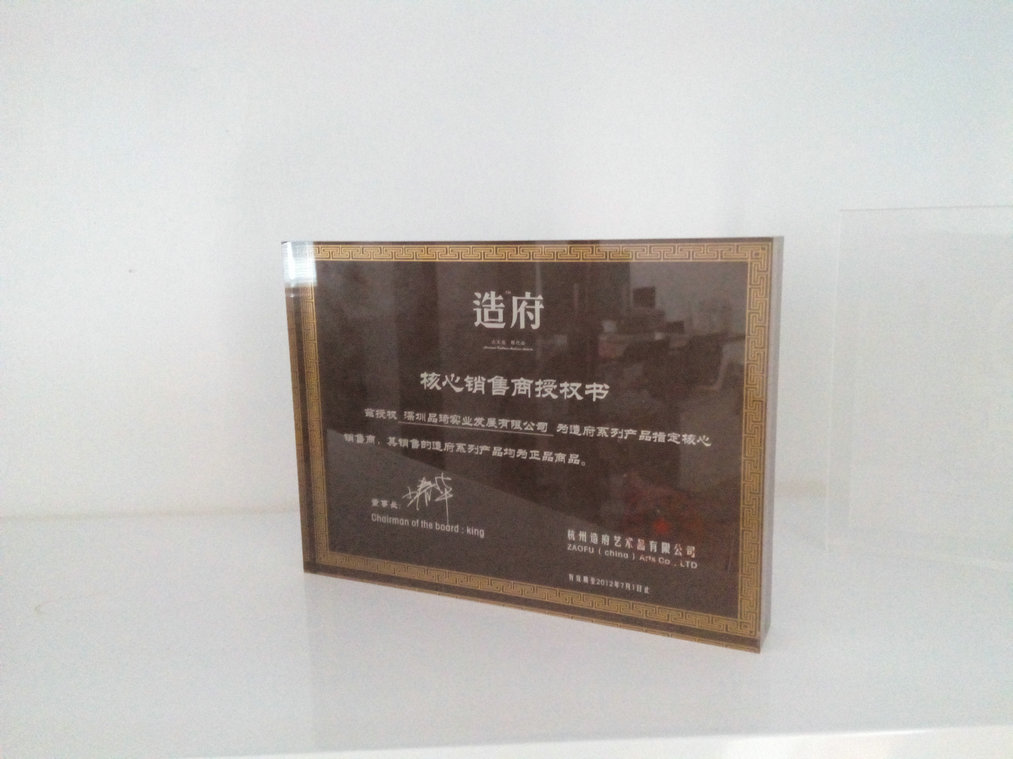 造府
核心销售商授权书
兹授权 深圳品琦实业发展有限公司 为造府系列产品指定核心
销售商，其销售的造府系列产品均为正品商品。
董事长:
Chairman of the board : king
杭州造府艺术品有限公司
ZAOFU ( china ) Arts Co ., LTD
有效期至2012年7月1日止